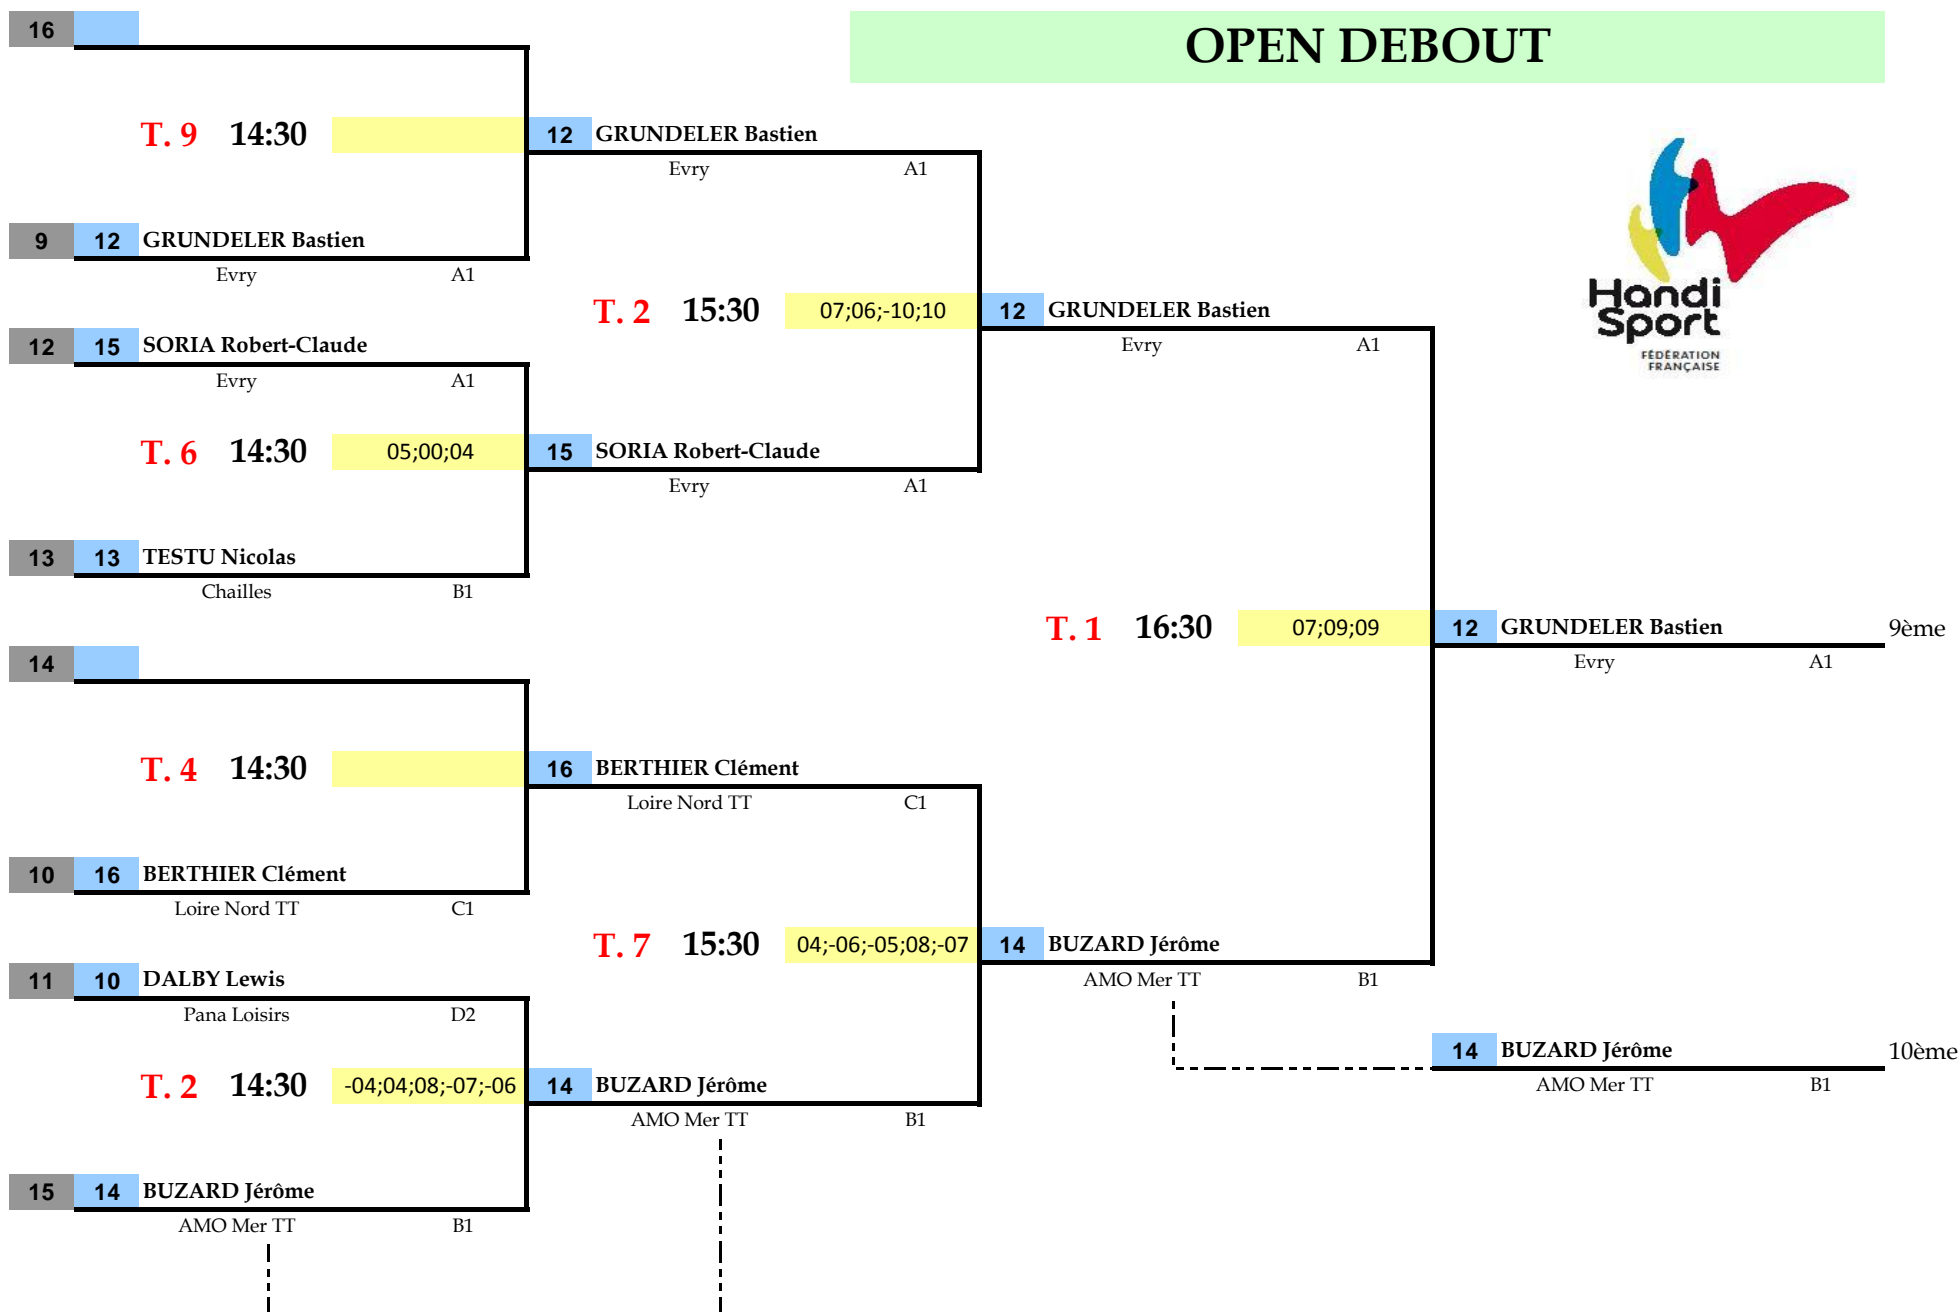 16
OPEN DEBOUT
T. 9 14:30
12 GRUNDELER Bastien
Evry A1
9 12 GRUNDELER Bastien
Evry A1
T. 2 15:30 07;06;-10;10
12 GRUNDELER Bastien
Evry A1
Handi
Sport
FÉDÉRATION
FRANÇAISE
12 15 SORIA Robert-Claude
Evry A1
T. 6 14:30 05;00;04
15 SORIA Robert-Claude
Evry A1
13 13 TESTU Nicolas
Chailles B1
T. 1 16:30 07;09;09
12 GRUNDELER Bastien 9ème
Evry A1
14
T. 4 14:30
16 BERTHIER Clément
Loire Nord TT C1
10 16 BERTHIER Clément
Loire Nord TT C1
T. 7 15:30 04;-06;-05;08;-07
14 BUZARD Jérôme
AMO Mer TT B1
11 10 DALBY Lewis
Pana Loisirs D2
14 BUZARD Jérôme 10ème
AMO Mer TT B1
T. 2 14:30 -04;04;08;-07;-06
14 BUZARD Jérôme
AMO Mer TT B1
15 14 BUZARD Jérôme
AMO Mer TT B1